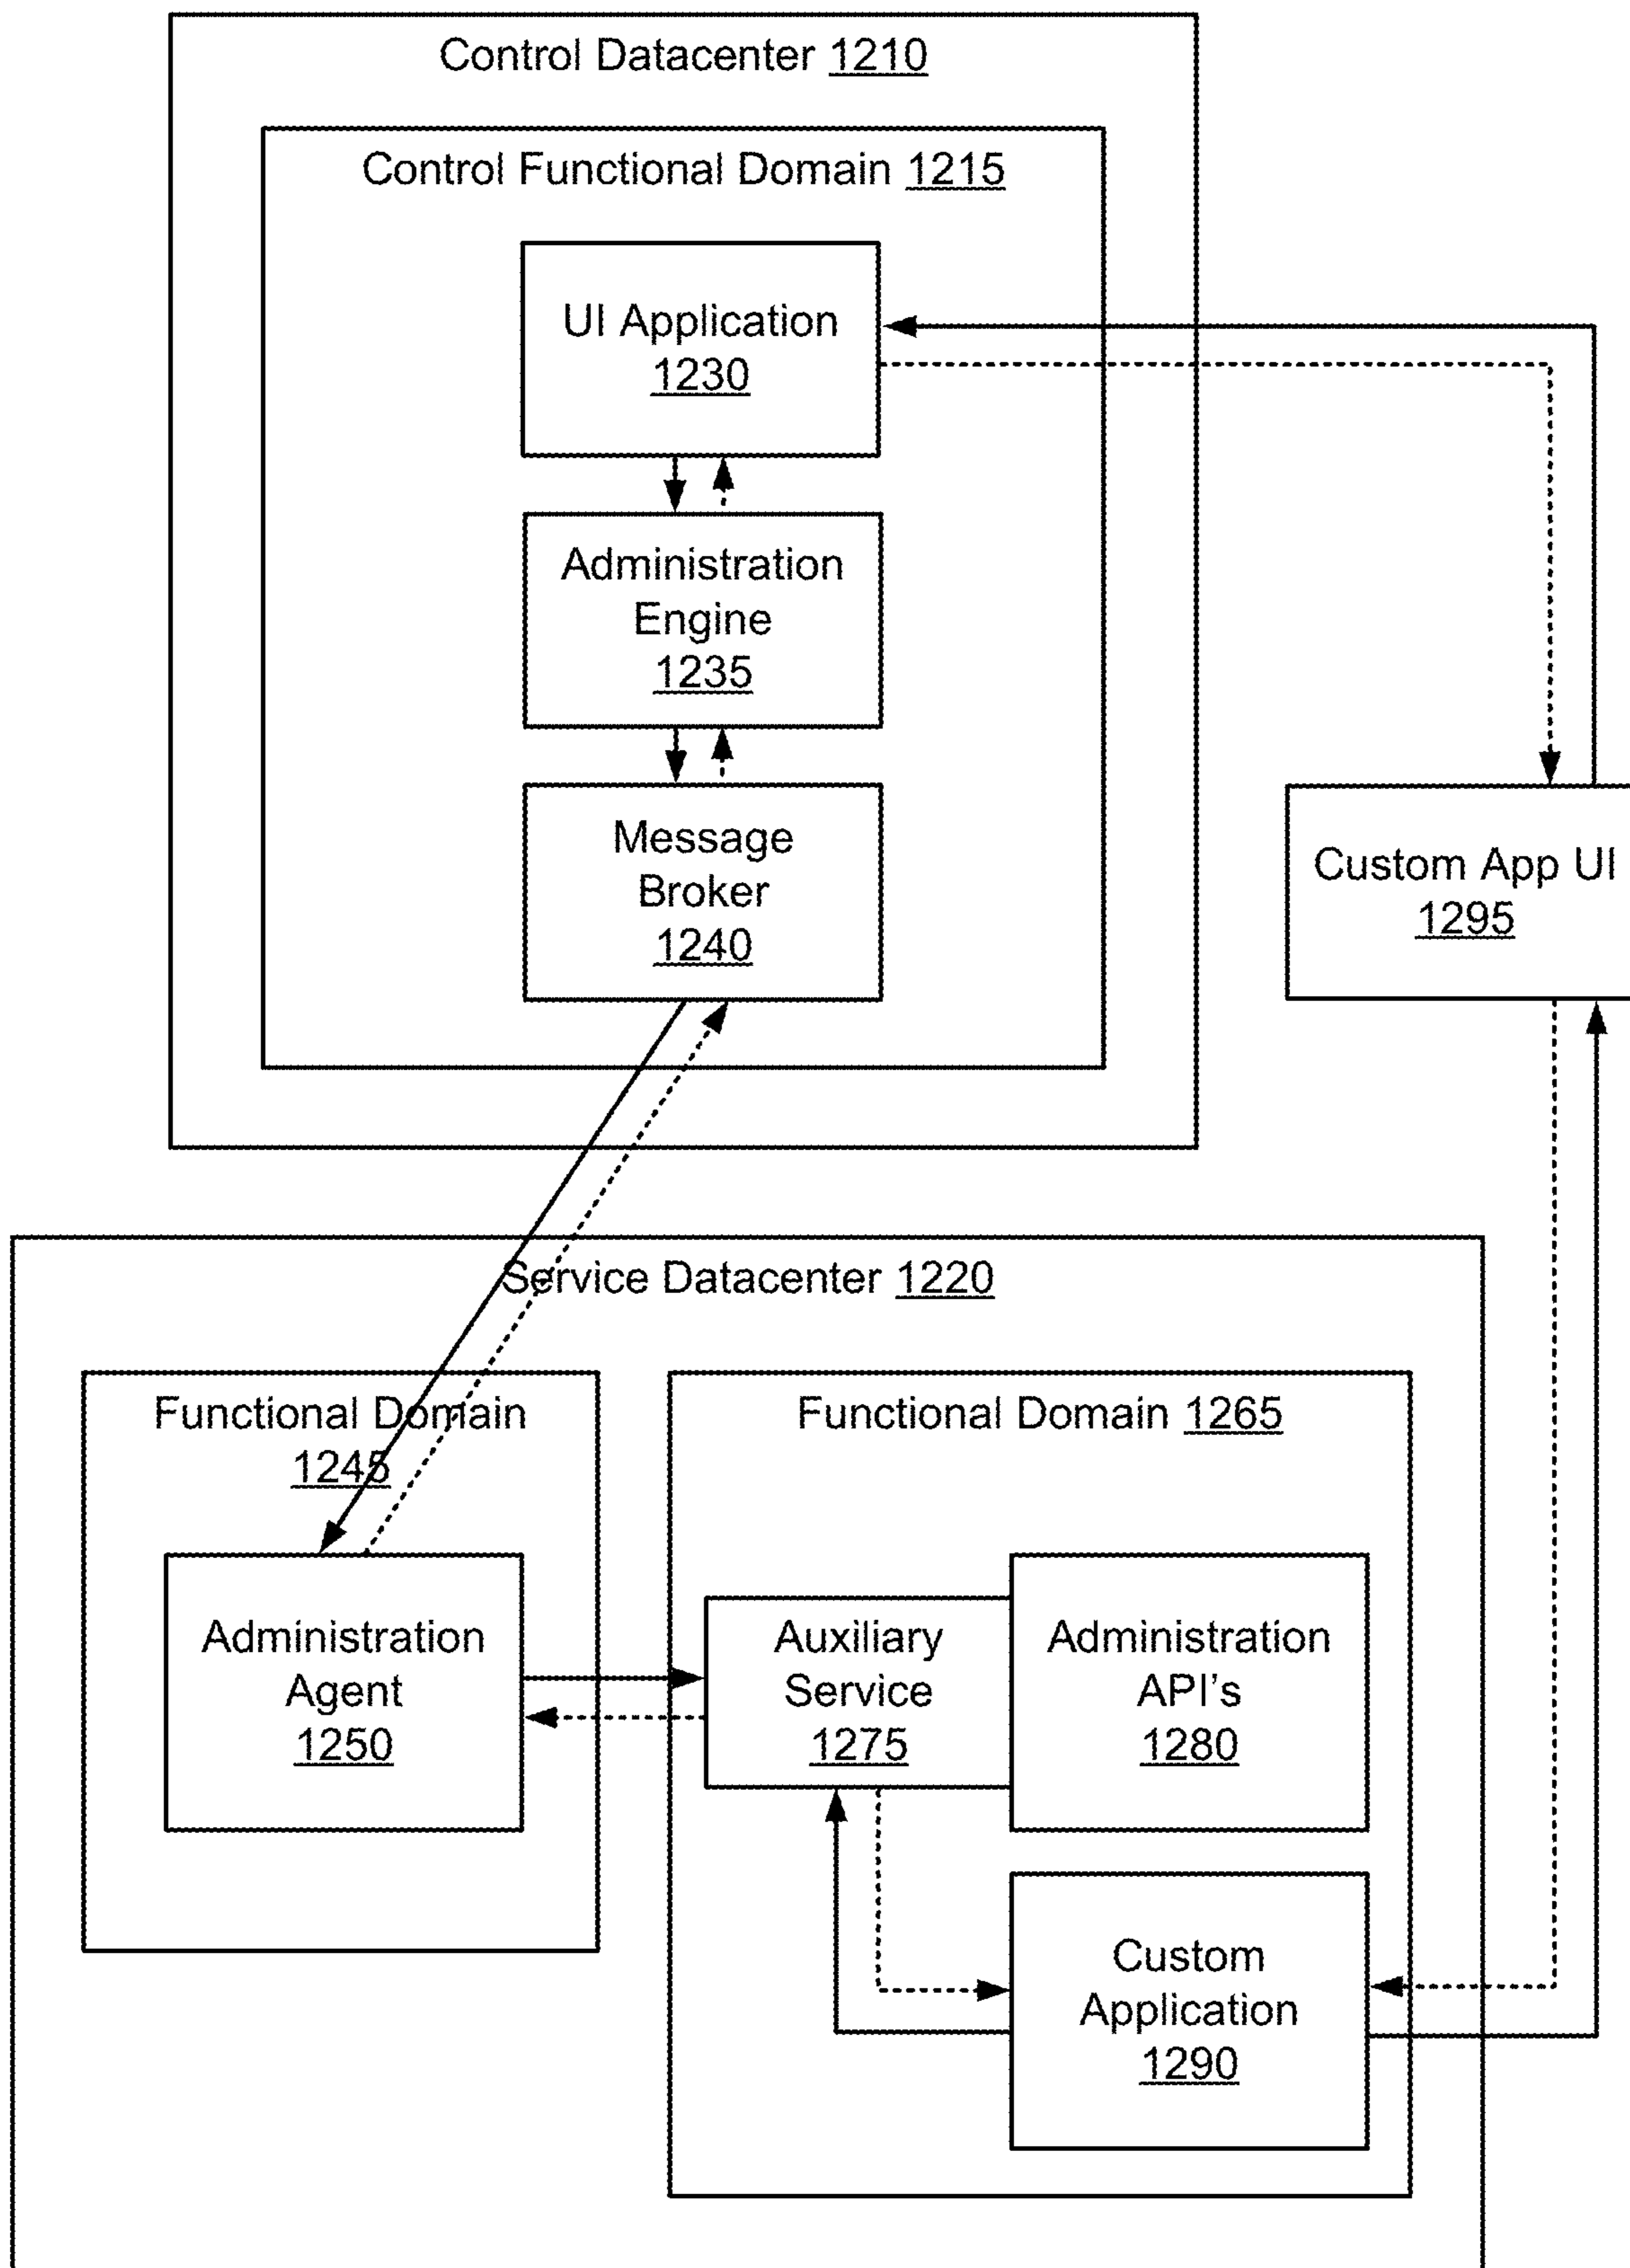 Control Datacenter 1210
Control Functional Domain 1215
UI Application
1230
Administration
Engine
1235
Message
Broker
1240
Custom App UI
1295
Service Datacenter 1220
Functional Domain
1245
Functional Domain 1265
Administration
Agent
1250
Auxiliary
Service
1275
Administration
API's
1280
Custom
Application
1290